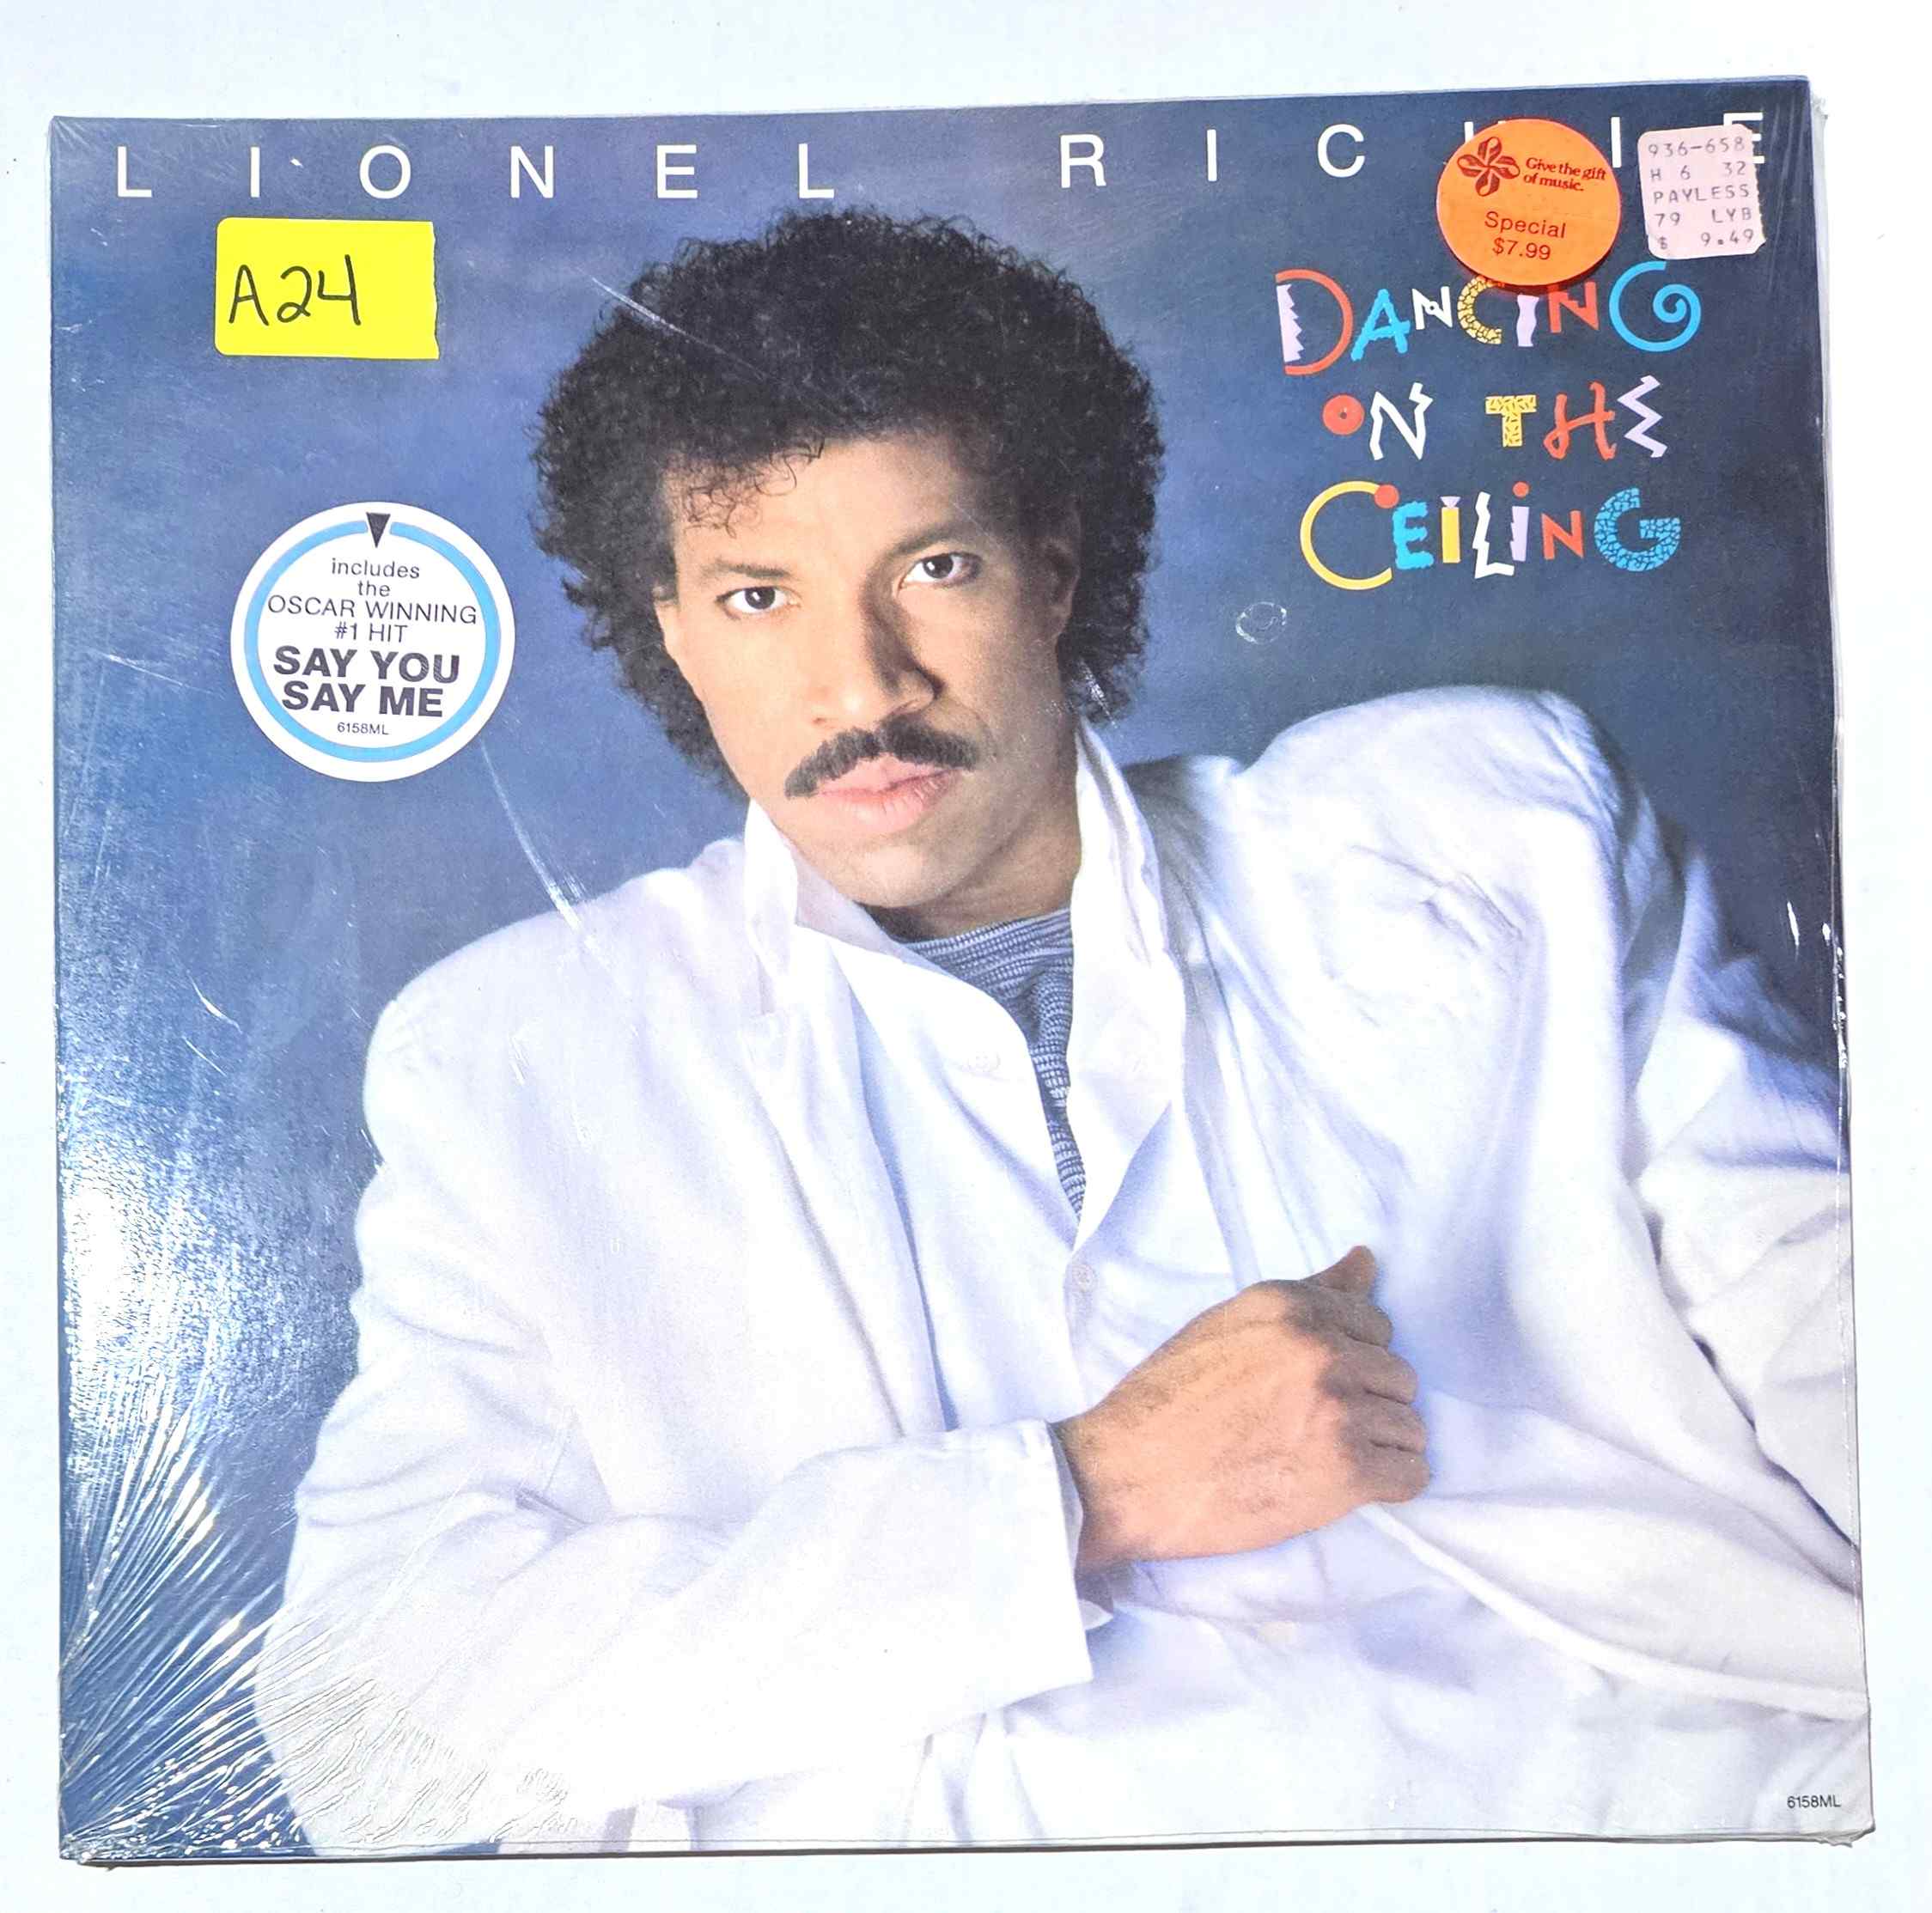 LIONEL RICHIE
Give the gift
of music.
Special
$7.99
936-658
H 6 32
PAYLESS
79 LYB
$ 9.49
A24
DANCING
ON THE
CEILING
includes
the
OSCAR WINNING
#1 HIT
SAY YOU
SAY ME
6158ML
6158ML